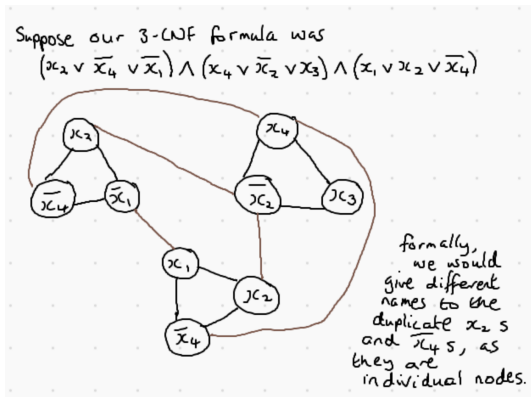 Suppose our 3-CNF formula was
(x₂ ∨ x̅₄ ∨ x̅₁) ∧ (x₄ ∨ x̅₂ ∨ x₃) ∧ (x₁ ∨ x₂ ∨ x̅₄)
x₂
x̅₄
x̅₁
x₄
x̅₂
x₃
x₁
x₂
x̅₄
formally,
we would
give different
names to the
duplicate x₂ s
and x̅₄ s, as
they are
individual nodes.